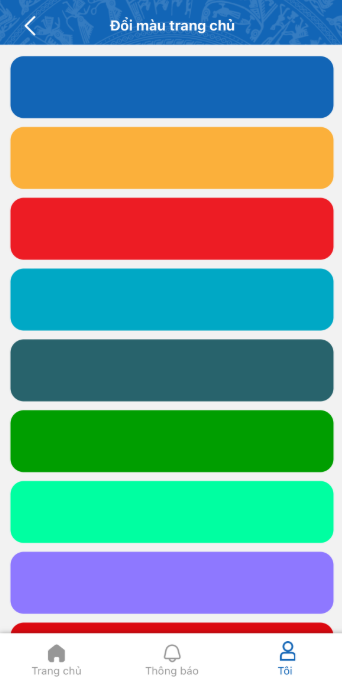 Đổi màu trang chủ
Trang chủ
Thông báo
Tôi